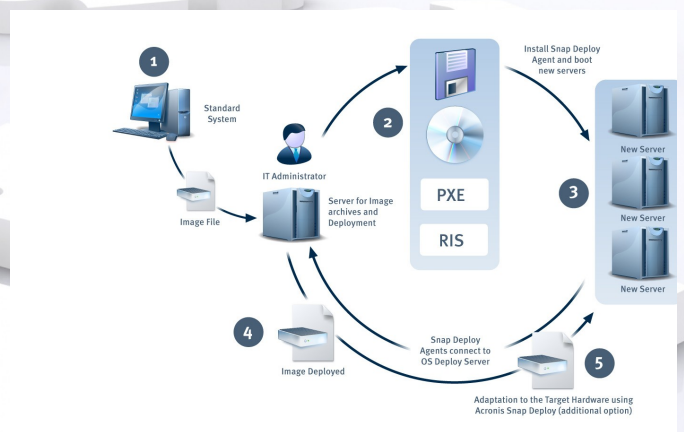 1
Standard
System
Image File
IT Administrator
Server for Image
archives and
Deployment
2
PXE
RIS
Install Snap Deploy
Agent and boot
new servers
3
New Server
New Server
New Server
4
Image Deployed
Snap Deploy
Agents connect to
OS Deploy Server
5
Adaptation to the Target Hardware using
Acronis Snap Deploy (additional option)